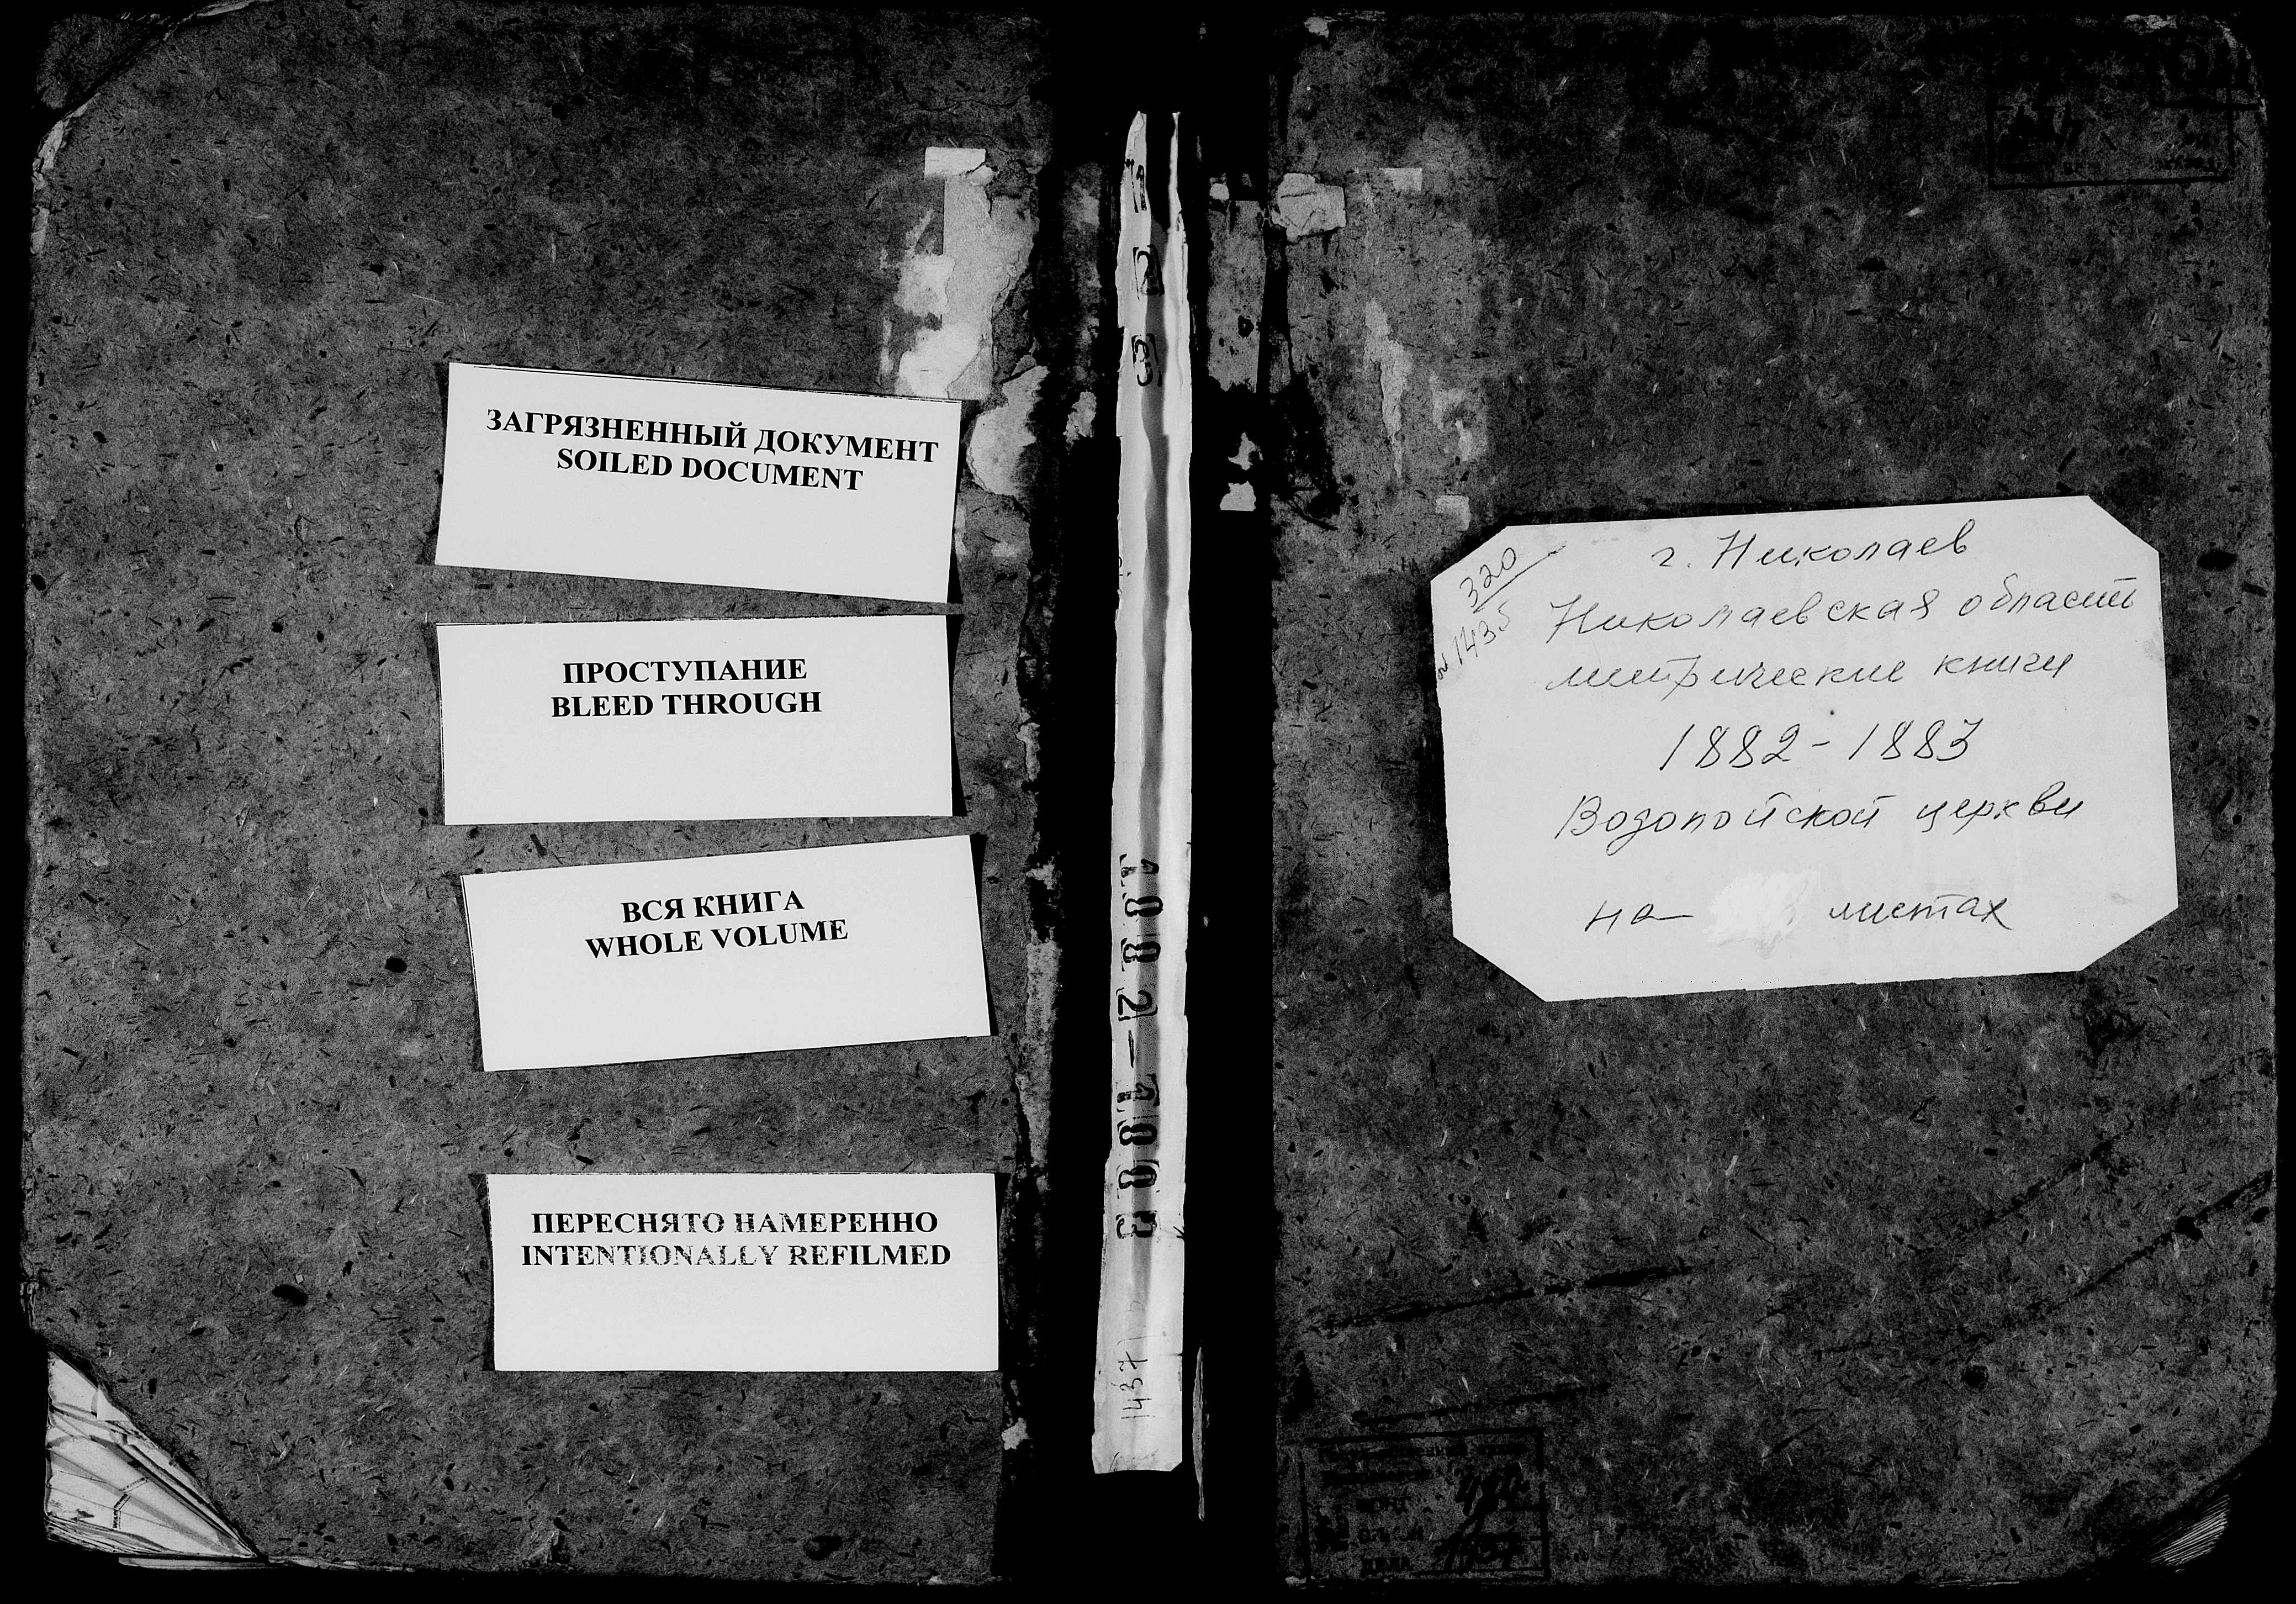 ЗАГРЯЗНЕННЫЙ ДОКУМЕНТ
SOILED DOCUMENT
ПРОСТУПАНИЕ
BLEED THROUGH
ВСЯ КНИГА
WHOLE VOLUME
ПЕРЕСНЯТО НАМЕРЕННО
INTENTIONALLY REFILMED
1882-1883
1437
320
1435
г. Николаев
Николаевская область
метрические книги
1882-1883
Водопойской церкви
на листах